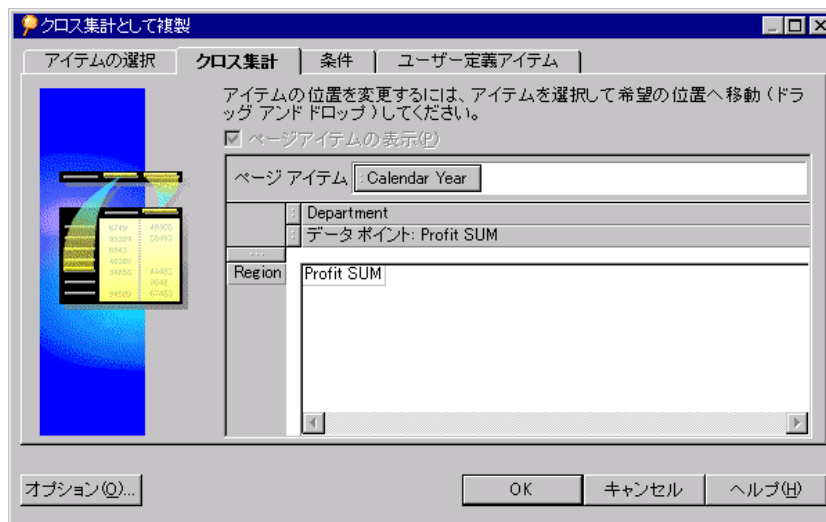 クロス集計として複製
アイテムの選択 クロス集計 条件 ユーザー定義アイテム
アイテムの位置を変更するには、アイテムを選択して希望の位置へ移動(ドラ
ッグ アンド ドロップ)してください。
ページアイテムの表示(P)
ページ アイテム Calendar Year
Department
データ ポイント: Profit SUM
Region Profit SUM
オプション(O)... OK キャンセル ヘルプ(H)